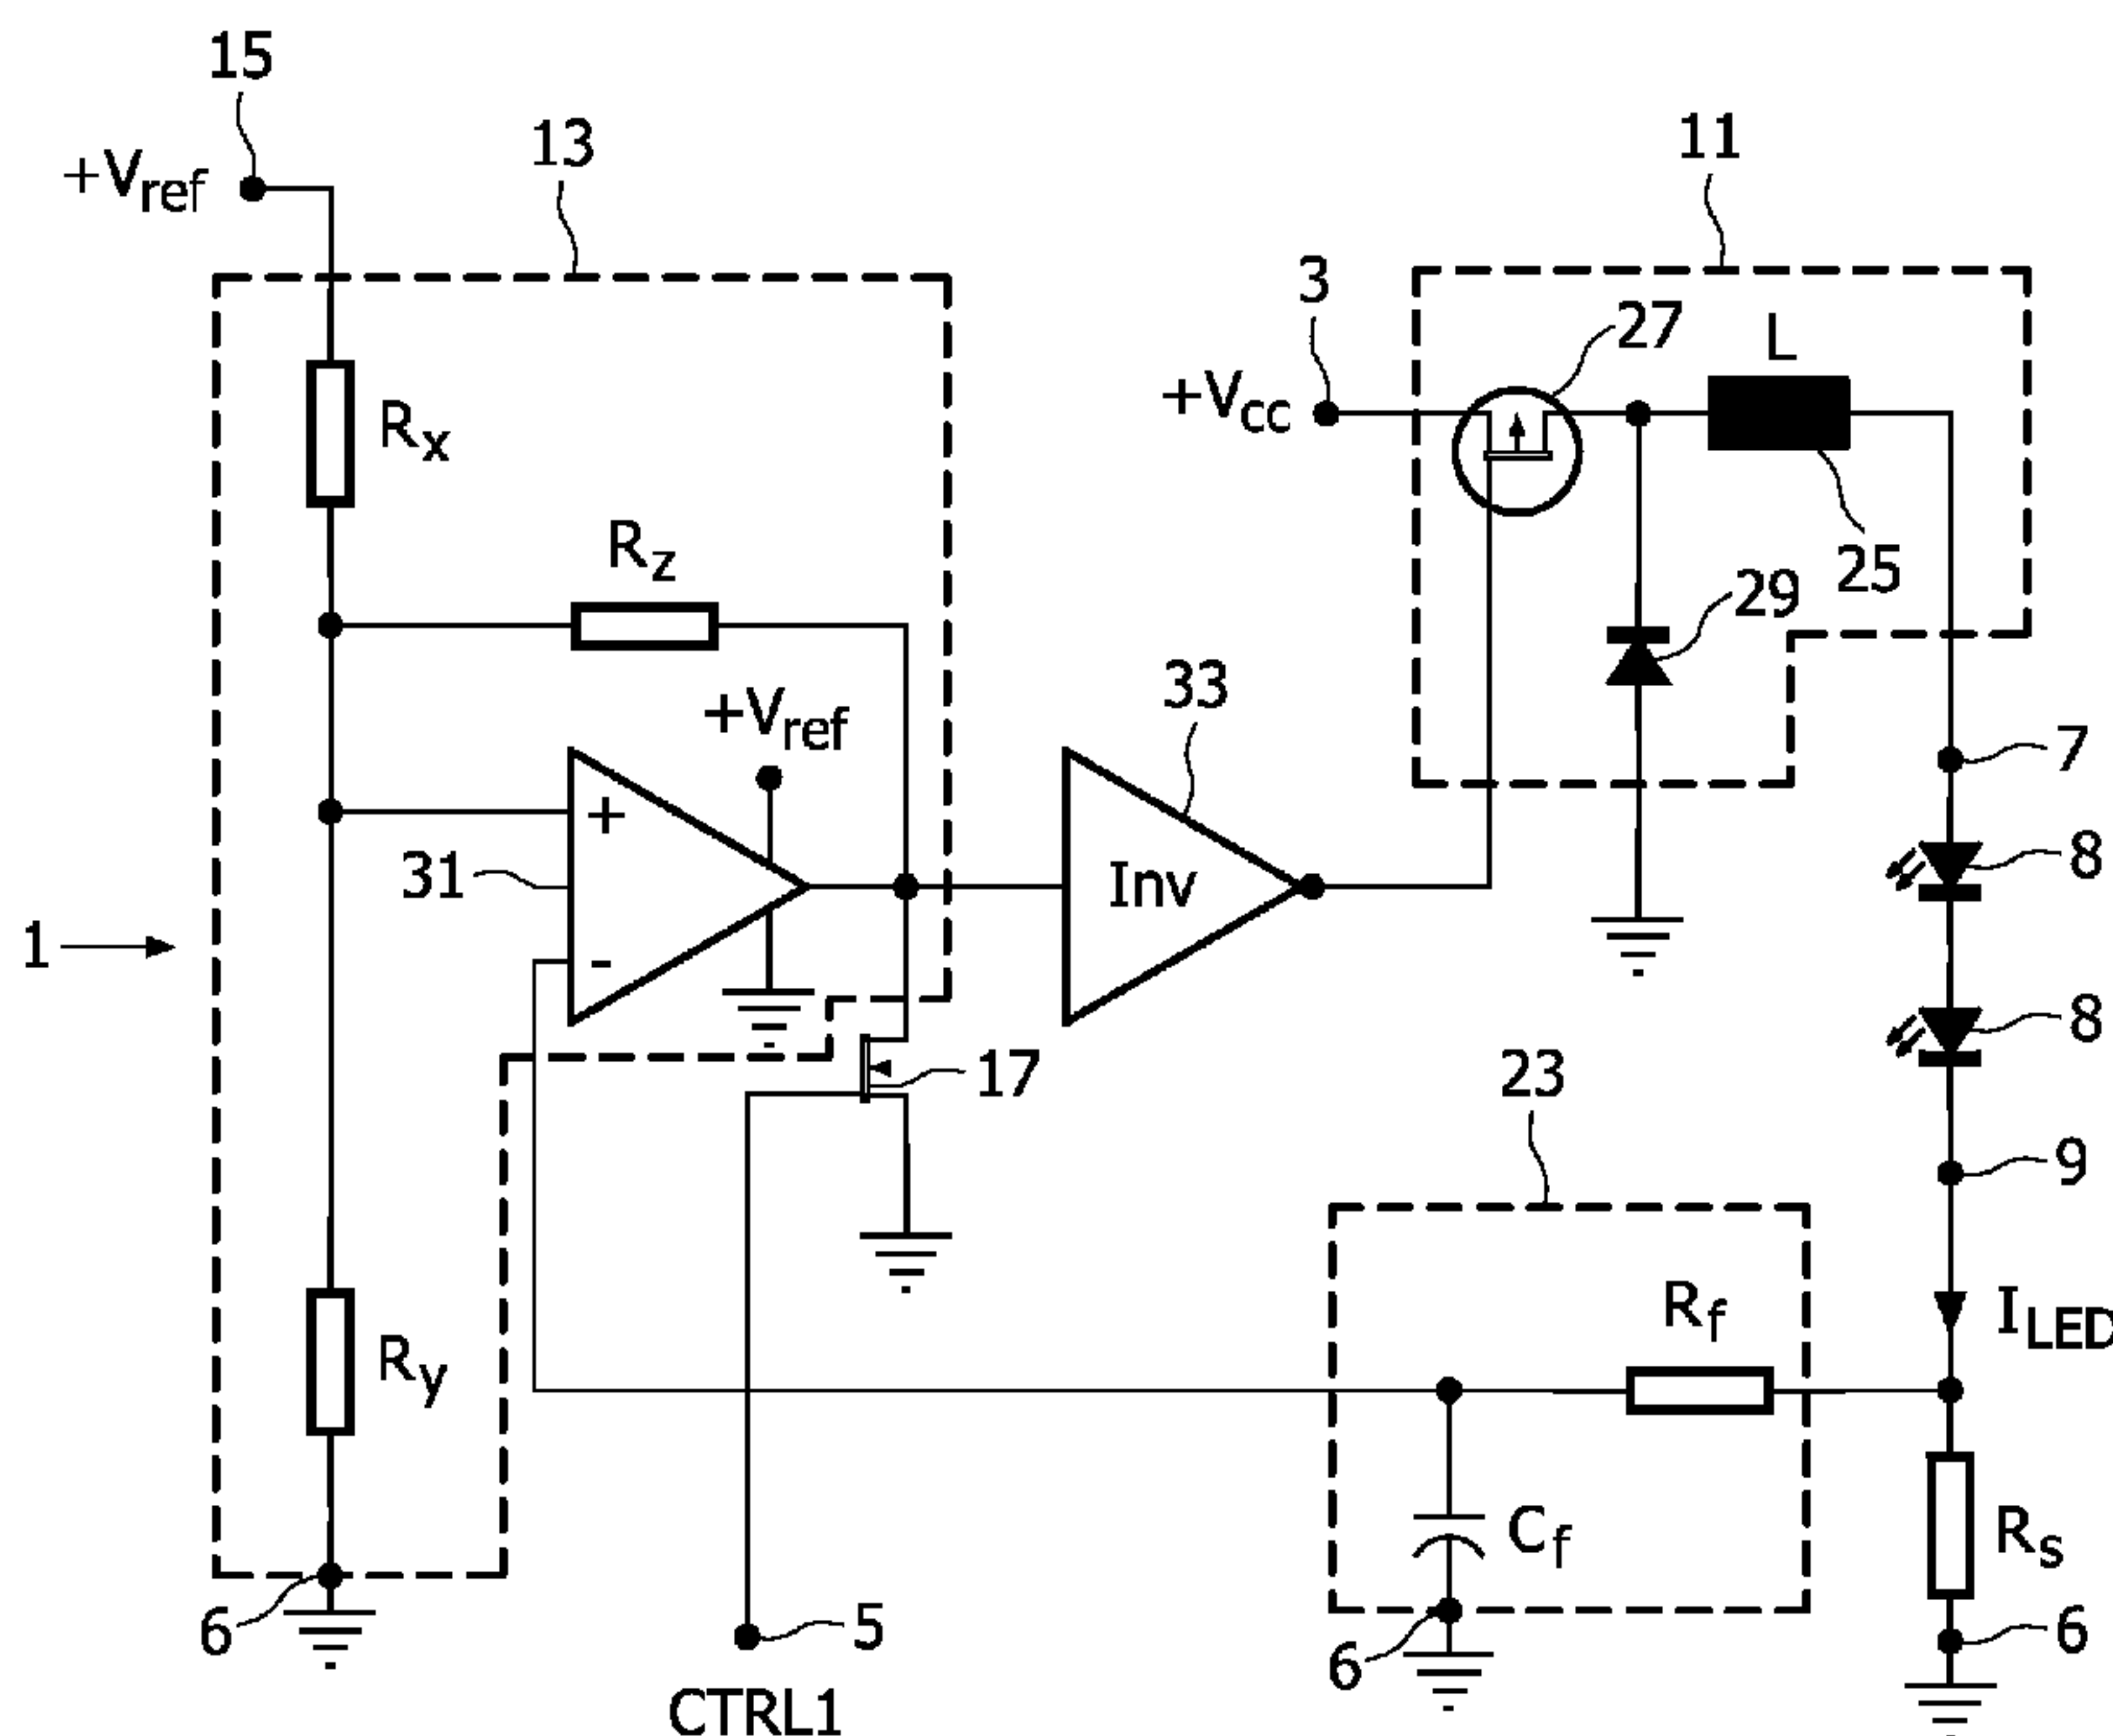 15
13
11
+Vref
3
27
L
+Vcc
Rx
Rz
25
29
+Vref
33
7
+
31
Inv
8
1
-
8
17
23
9
Rf
ILED
Ry
Cf
Rs
6
5
6
6
CTRL1